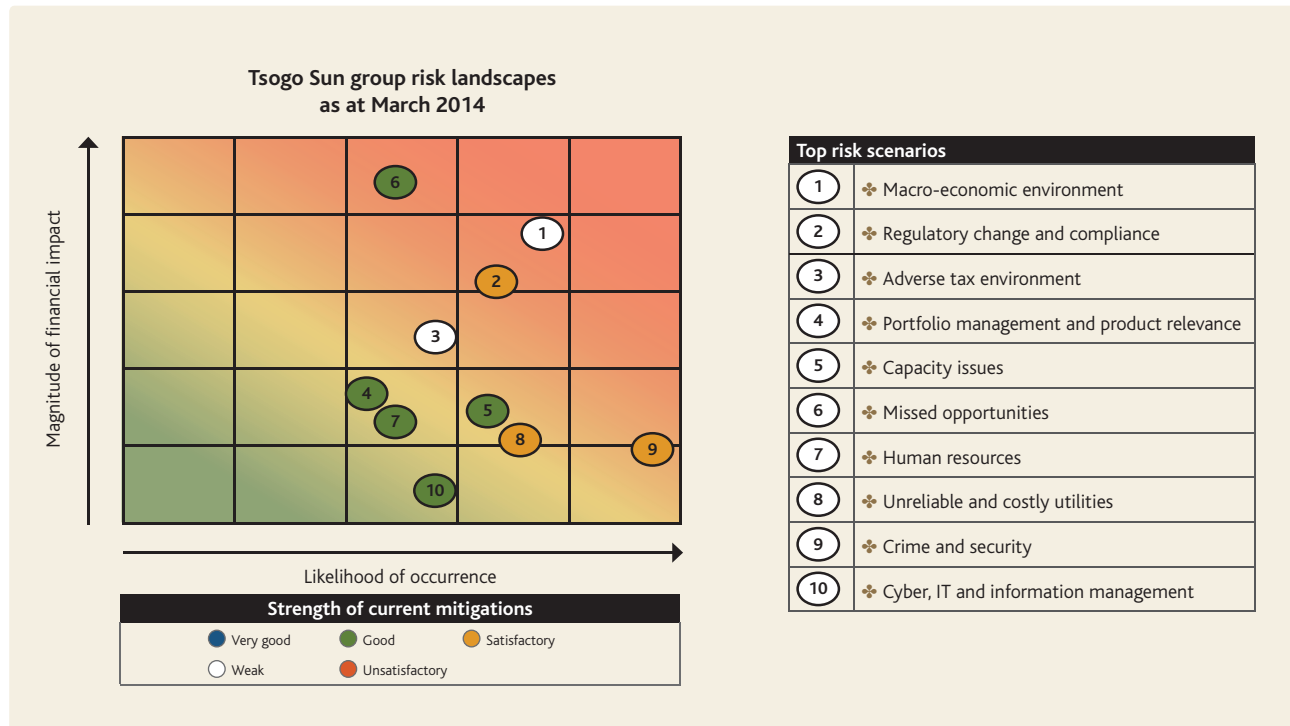 Tsogo Sun group risk landscapes
as at March 2014
Magnitude of financial impact
6
1
2
3
4
7
5
8
9
10
Likelihood of occurrence
Strength of current mitigations
Very good Good Satisfactory
Weak Unsatisfactory
Top risk scenarios
1 Macro-economic environment
2 Regulatory change and compliance
3 Adverse tax environment
4 Portfolio management and product relevance
5 Capacity issues
6 Missed opportunities
7 Human resources
8 Unreliable and costly utilities
9 Crime and security
10 Cyber, IT and information management